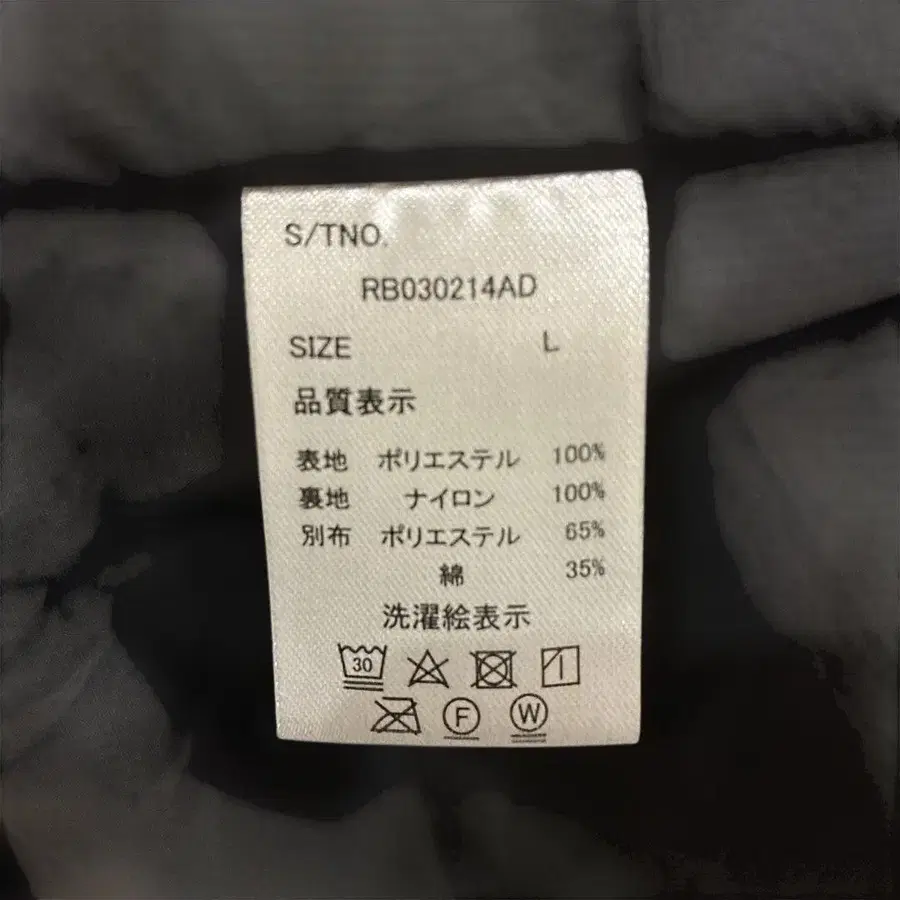 S/TNO.
RB030214AD
SIZE L
品質表示
表地 ポリエステル 100%
裏地 ナイロン 100%
別布 ポリエステル 65%
綿 35%
洗濯絵表示
30
F W